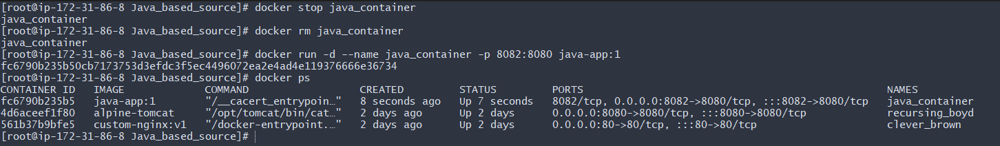 [root@ip-172-31-86-8 Java_based_source]# docker stop java_container
java_container
[root@ip-172-31-86-8 Java_based_source]# docker rm java_container
java_container
[root@ip-172-31-86-8 Java_based_source]# docker run -d --name java_container -p 8082:8080 java-app:1
fc6790b235b50cb7173753d3efdc3f5ec4496072ea2e4ad4e119376666e36734
[root@ip-172-31-86-8 Java_based_source]# docker ps
CONTAINER ID   IMAGE             COMMAND                  CREATED         STATUS         PORTS                                                 NAMES
fc6790b235b5   java-app:1        "/__cacert_entrypoin…"   8 seconds ago   Up 7 seconds   8082/tcp, 0.0.0.0:8082->8080/tcp, :::8082->8080/tcp   java_container
4d6aceef1f80   alpine-tomcat     "/opt/tomcat/bin/cat…"   2 days ago      Up 2 days      0.0.0.0:8080->8080/tcp, :::8080->8080/tcp             recursing_boyd
561b37b9bfe5   custom-nginx:v1   "/docker-entrypoint.…"   2 days ago      Up 2 days      0.0.0.0:80->80/tcp, :::80->80/tcp                     clever_brown
[root@ip-172-31-86-8 Java_based_source]#